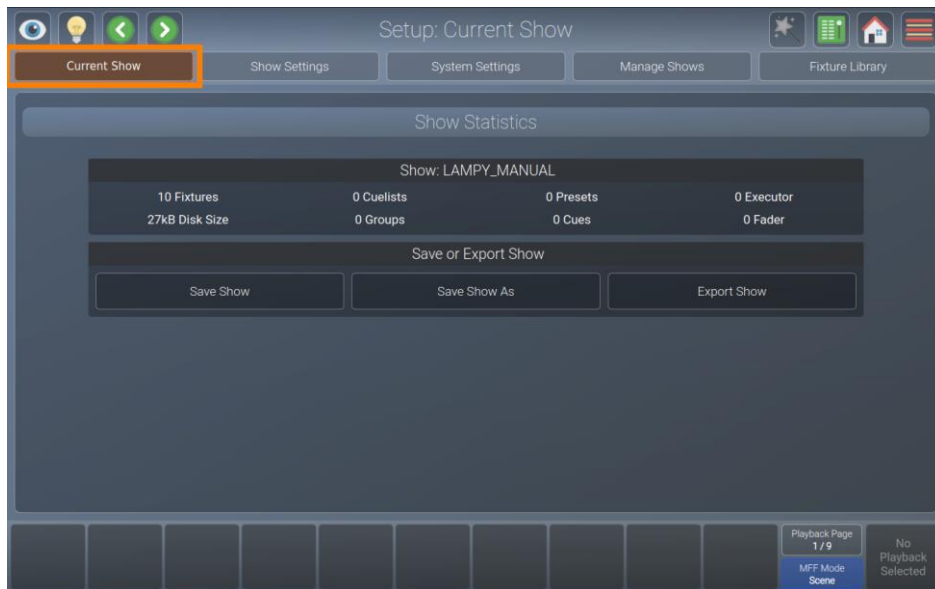 Setup: Current Show
Current Show Show Settings System Settings Manage Shows Fixture Library
Show Statistics
Show: LAMPY_MANUAL
10 Fixtures 0 Cuelists 0 Presets 0 Executor
27kB Disk Size 0 Groups 0 Cues 0 Fader
Save or Export Show
Save Show Save Show As Export Show
Playback Page
1 / 9
MFF Mode
Scene
No
Playback
Selected